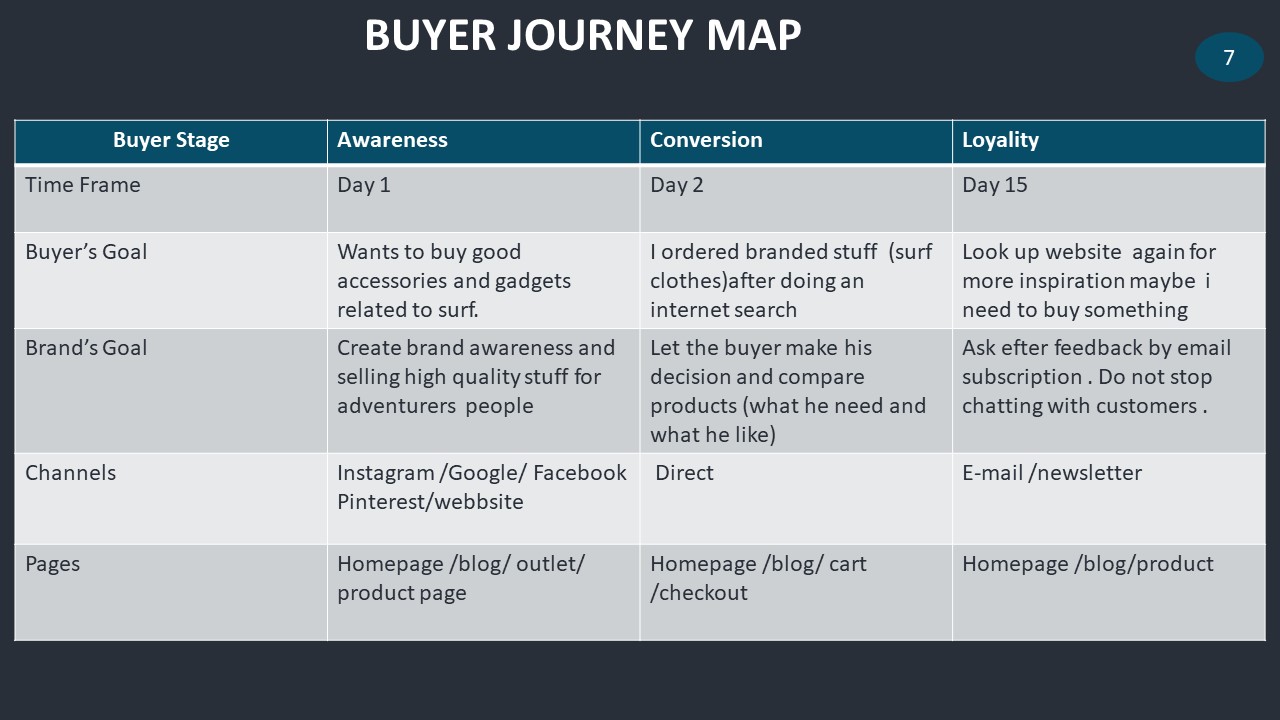 BUYER JOURNEY MAP
7
Buyer Stage
Awareness
Conversion
Loyality
Time Frame
Day 1
Day 2
Day 15
Buyer’s Goal
Wants to buy good
accessories and gadgets
related to surf.
I ordered branded stuff (surf
clothes)after doing an
internet search
Look up website again for
more inspiration maybe i
need to buy something
Brand’s Goal
Create brand awareness and
selling high quality stuff for
adventurers people
Let the buyer make his
decision and compare
products (what he need and
what he like)
Ask efter feedback by email
subscription . Do not stop
chatting with customers .
Channels
Instagram /Google/ Facebook
Pinterest/webbsite
Direct
E-mail /newsletter
Pages
Homepage /blog/ outlet/
product page
Homepage /blog/ cart
/checkout
Homepage /blog/product